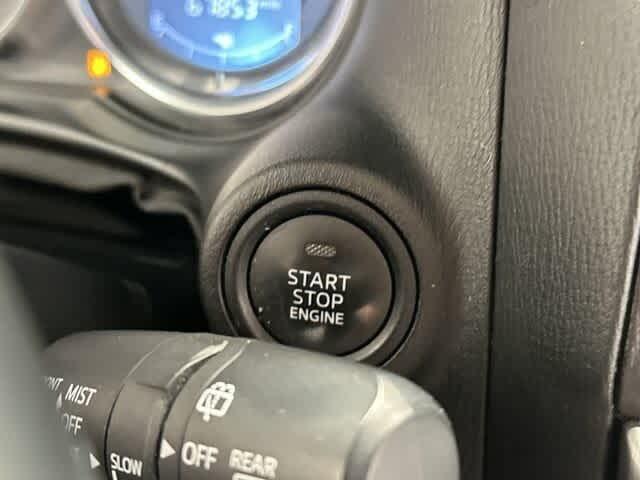 START
STOP
ENGINE
MIST
OFF
SLOW
OFF
REAR